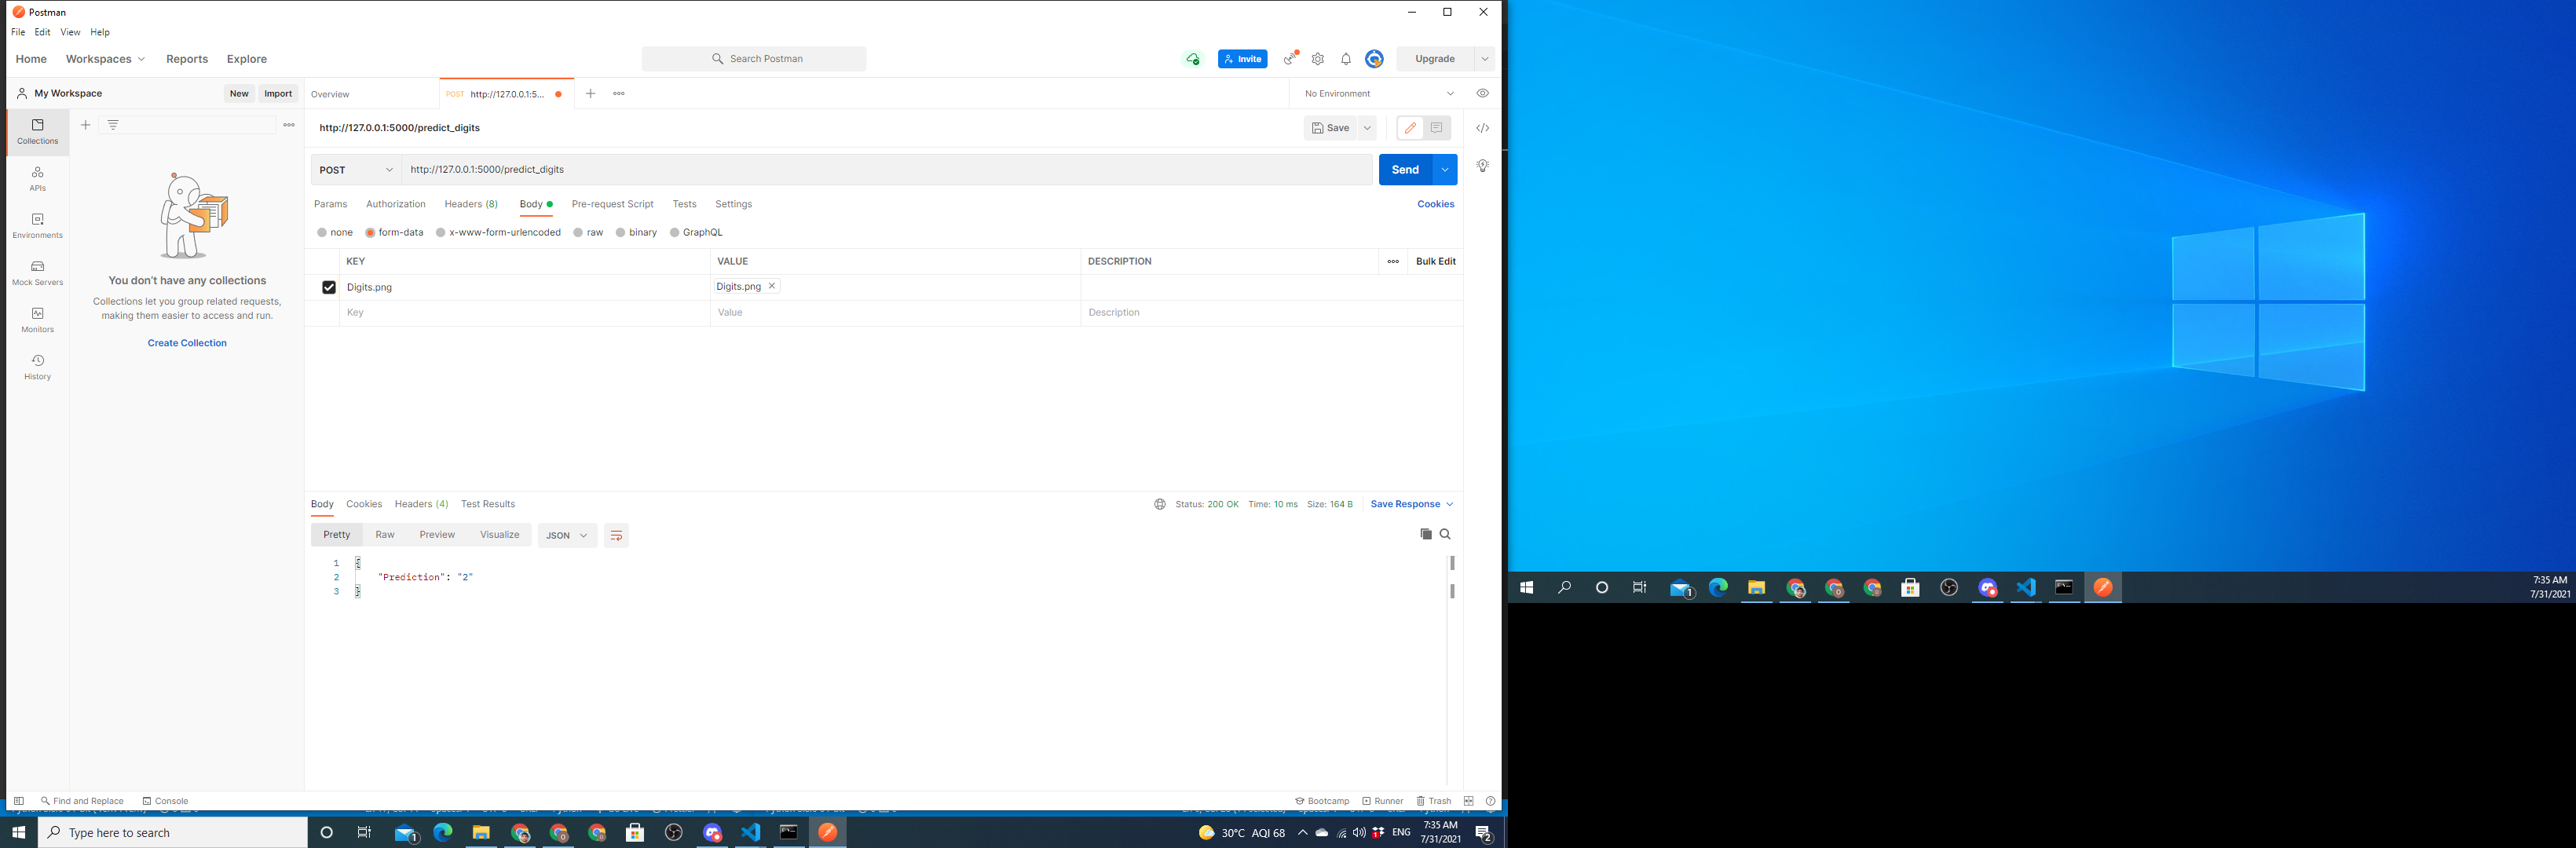 Postman
File Edit View Help
Home Workspaces Reports Explore
Search Postman
Invite
Upgrade
My Workspace
New Import
Overview
POST http://127.0.0.1:5...
No Environment
Collections
APIs
Environments
Mock Servers
Monitors
History
You don't have any collections
Collections let you group related requests,
making them easier to access and run.
Create Collection
http://127.0.0.1:5000/predict_digits
Save
POST http://127.0.0.1:5000/predict_digits
Send
Params Authorization Headers (8) Body Pre-request Script Tests Settings
Cookies
none form-data x-www-form-urlencoded raw binary GraphQL
KEY VALUE DESCRIPTION
Bulk Edit
Digits.png Digits.png
Key Value Description
Body Cookies Headers (4) Test Results
Status: 200 OK Time: 10 ms Size: 164 B
Save Response
Pretty Raw Preview Visualize JSON
1 {
2 "Prediction": "2"
3 }
Find and Replace Console
Bootcamp Runner Trash
Type here to search
30°C AQI 68
ENG
7:35 AM
7/31/2021
2
7:35 AM
7/31/2021